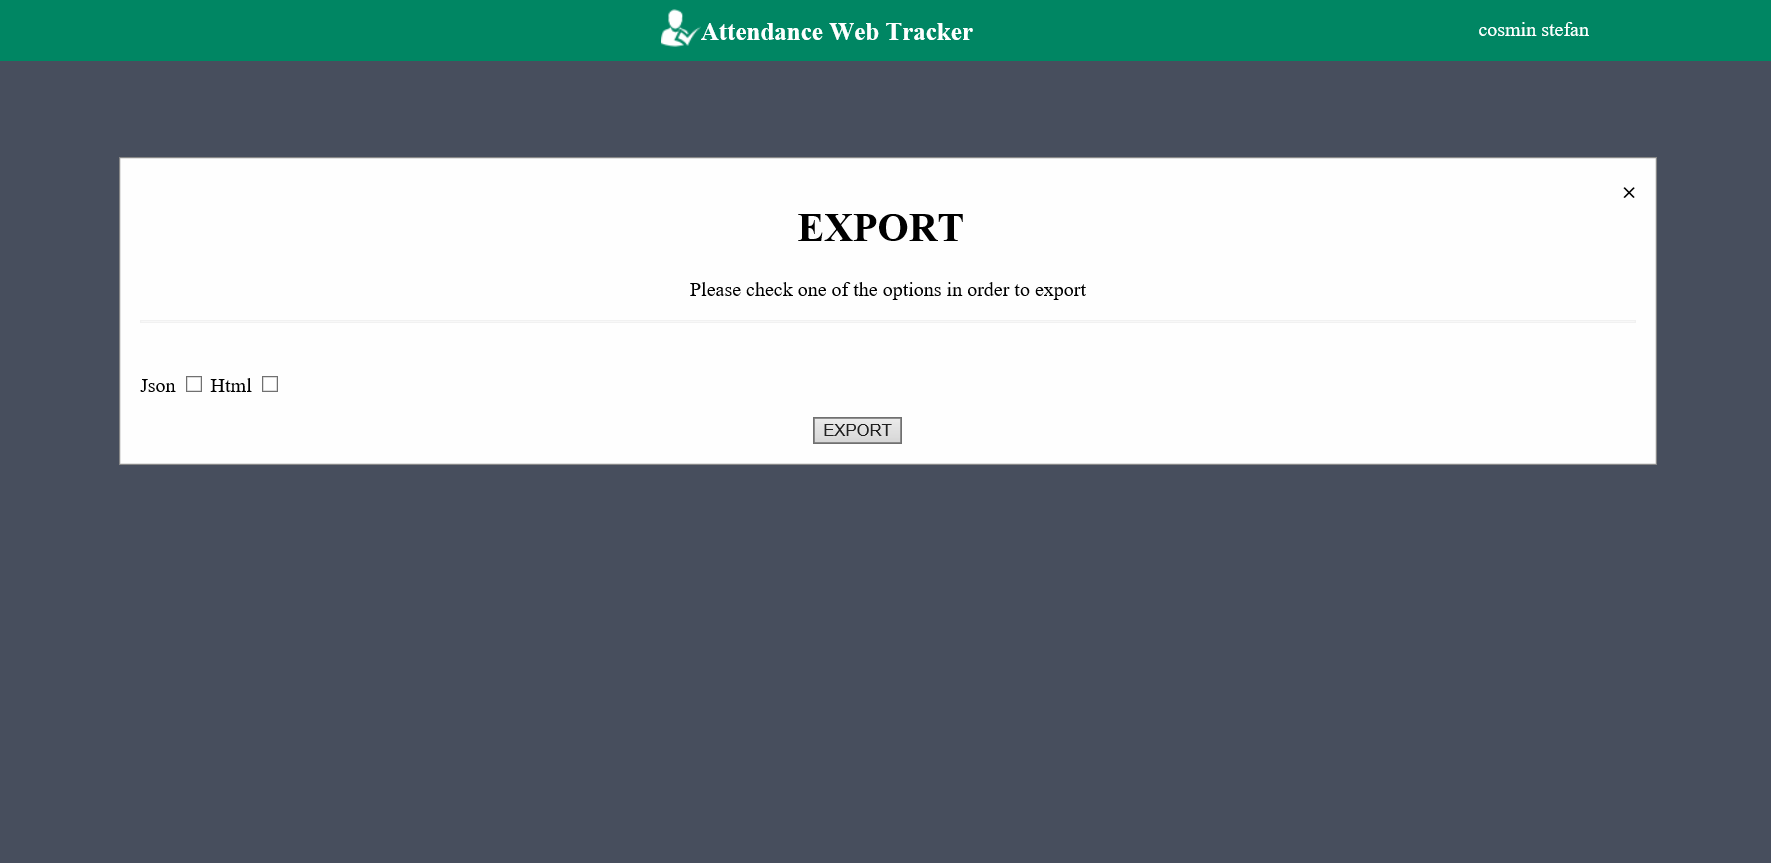 Attendance Web Tracker
cosmin stefan
×
EXPORT
Please check one of the options in order to export
Json Html
EXPORT